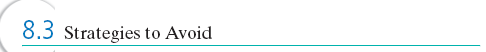 8.3 Strategies to Avoid